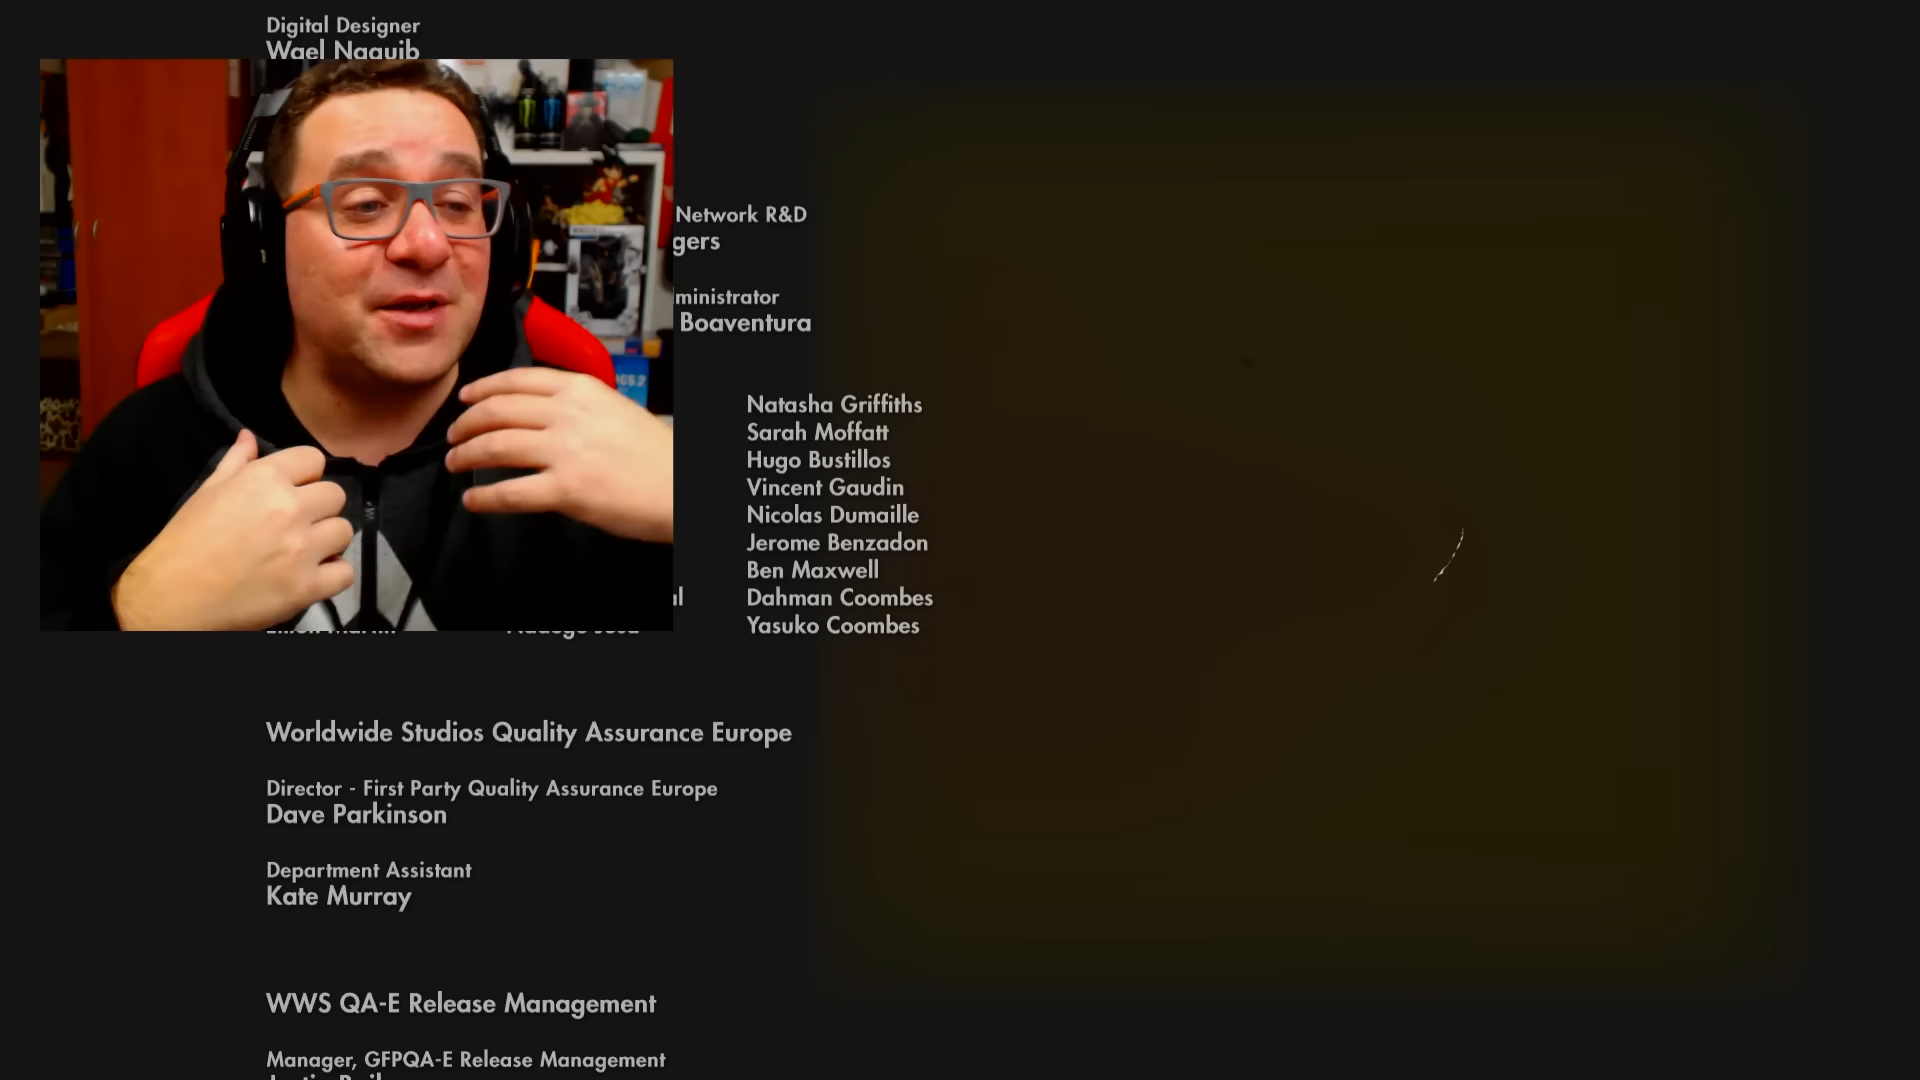 Digital Designer
Wael Naguib
Network R&D
gers
ministrator
Boaventura
Natasha Griffiths
Sarah Moffatt
Hugo Bustillos
Vincent Gaudin
Nicolas Dumaille
Jerome Benzadon
Ben Maxwell
al Dahman Coombes
Yasuko Coombes
Worldwide Studios Quality Assurance Europe
Director - First Party Quality Assurance Europe
Dave Parkinson
Department Assistant
Kate Murray
WWS QA-E Release Management
Manager, GFPQA-E Release Management